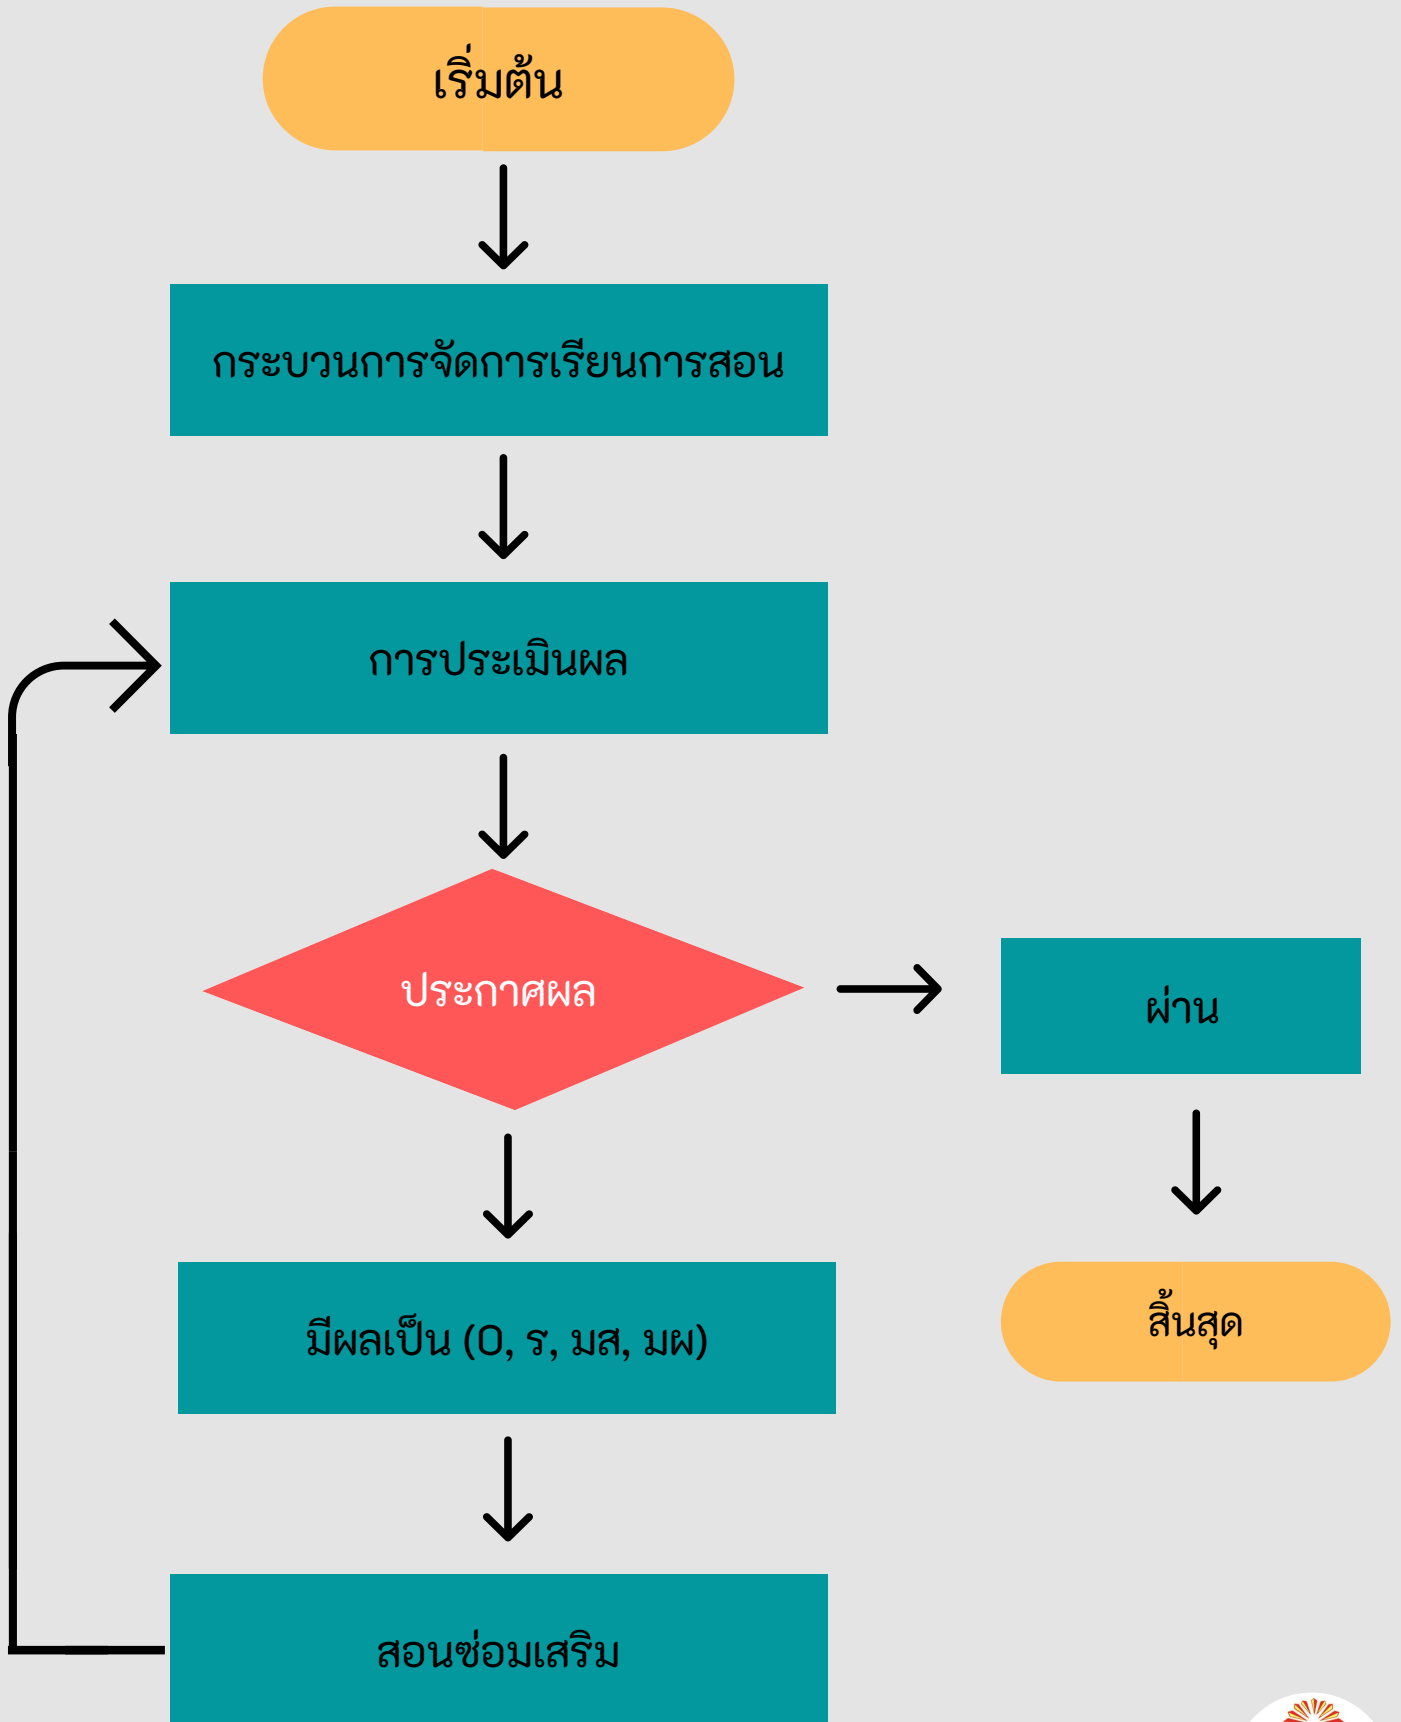 เริ่มต้น
กระบวนการจัดการเรียนการสอน
การประเมินผล
ประกาศผล
ผ่าน
มีผลเป็น (0, ร, มส, มผ)
สิ้นสุด
สอนซ่อมเสริม